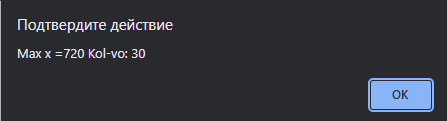 Подтвердите действие
Max x =720 Kol-vo: 30
OK